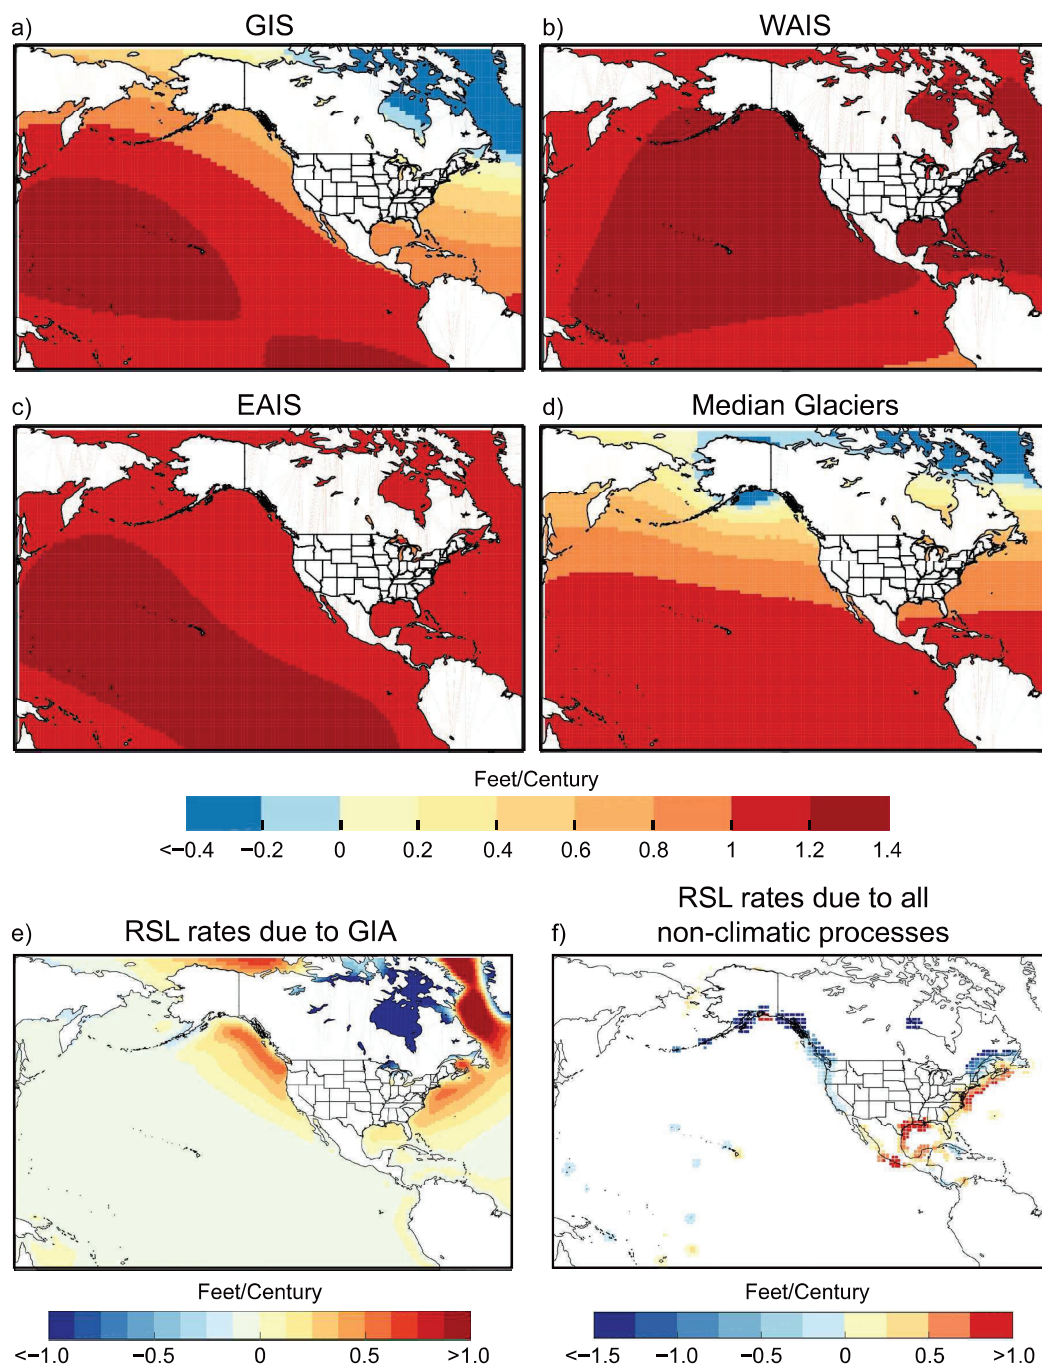 a) GIS
b) WAIS
c) EAIS
d) Median Glaciers
Feet/Century
<−0.4 −0.2 0 0.2 0.4 0.6 0.8 1 1.2 1.4
e) RSL rates due to GIA
f) RSL rates due to all
non-climatic processes
Feet/Century
<−1.0 −0.5 0 0.5 >1.0
Feet/Century
<−1.5 −1.0 −0.5 0 0.5 >1.0